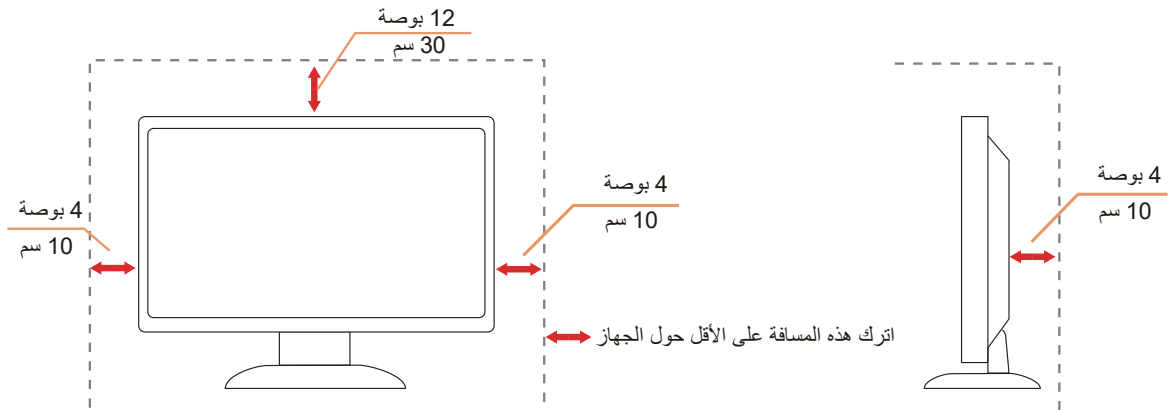 12 بوصة
30 سم
4 بوصة
10 سم
4 بوصة
10 سم
4 بوصة
10 سم
اترك هذه المسافة على الأقل حول الجهاز